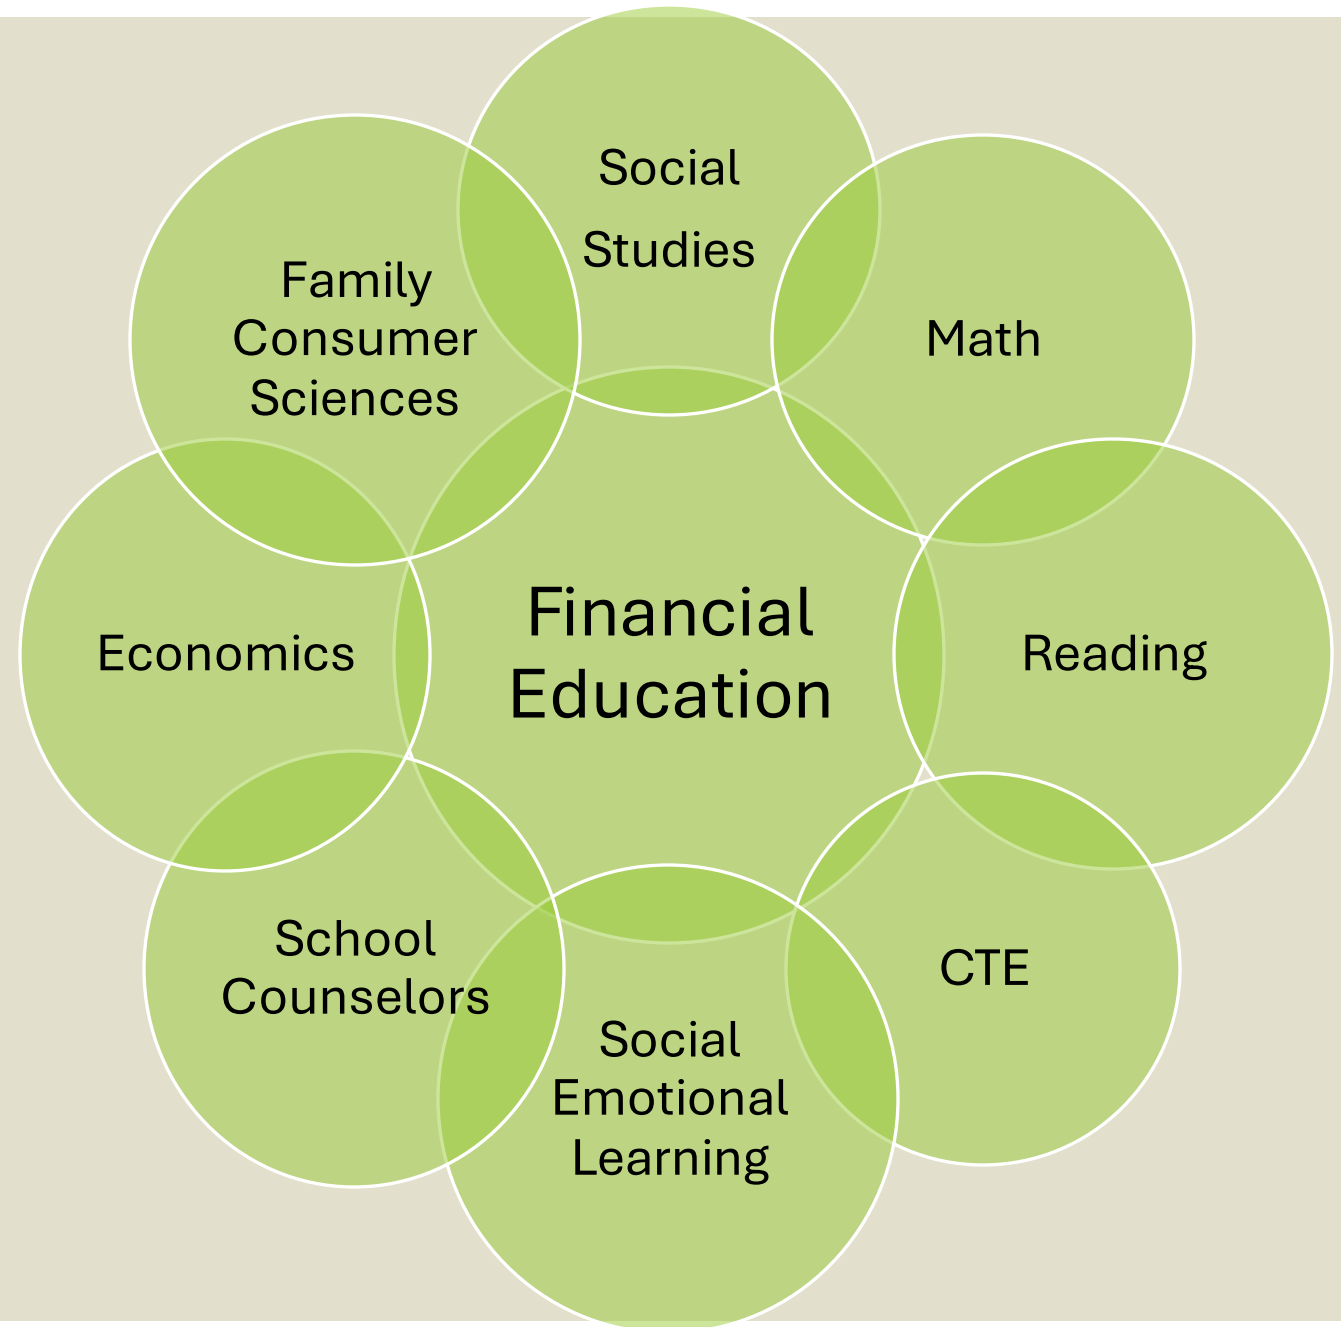 Social
Studies
Math
Family
Consumer
Sciences
Financial
Education
Economics
Reading
School
Counselors
CTE
Social
Emotional
Learning